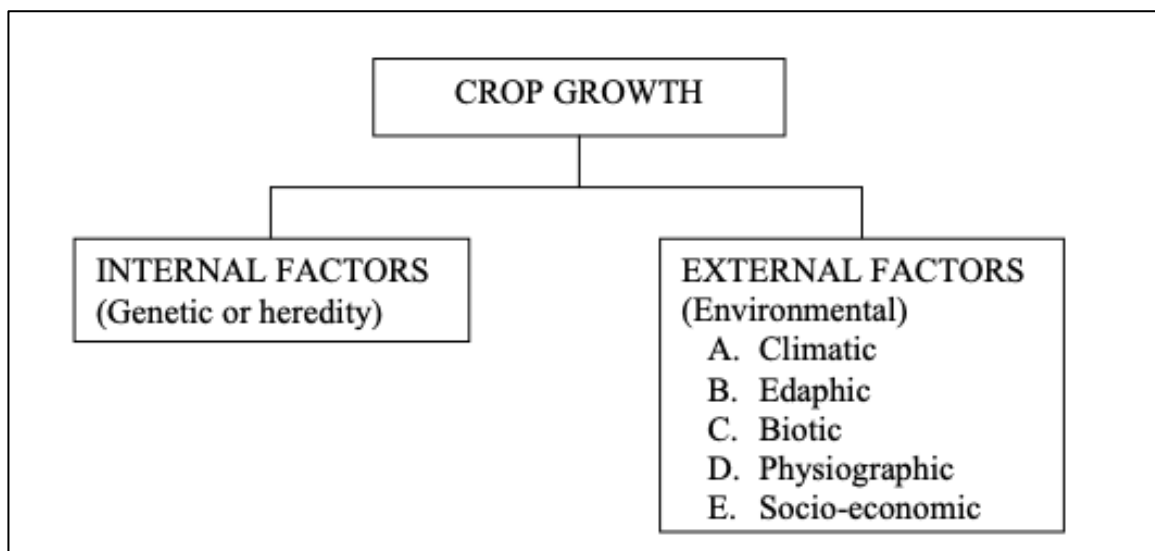 CROP GROWTH
INTERNAL FACTORS
(Genetic or heredity)
EXTERNAL FACTORS
(Environmental)
A. Climatic
B. Edaphic
C. Biotic
D. Physiographic
E. Socio-economic